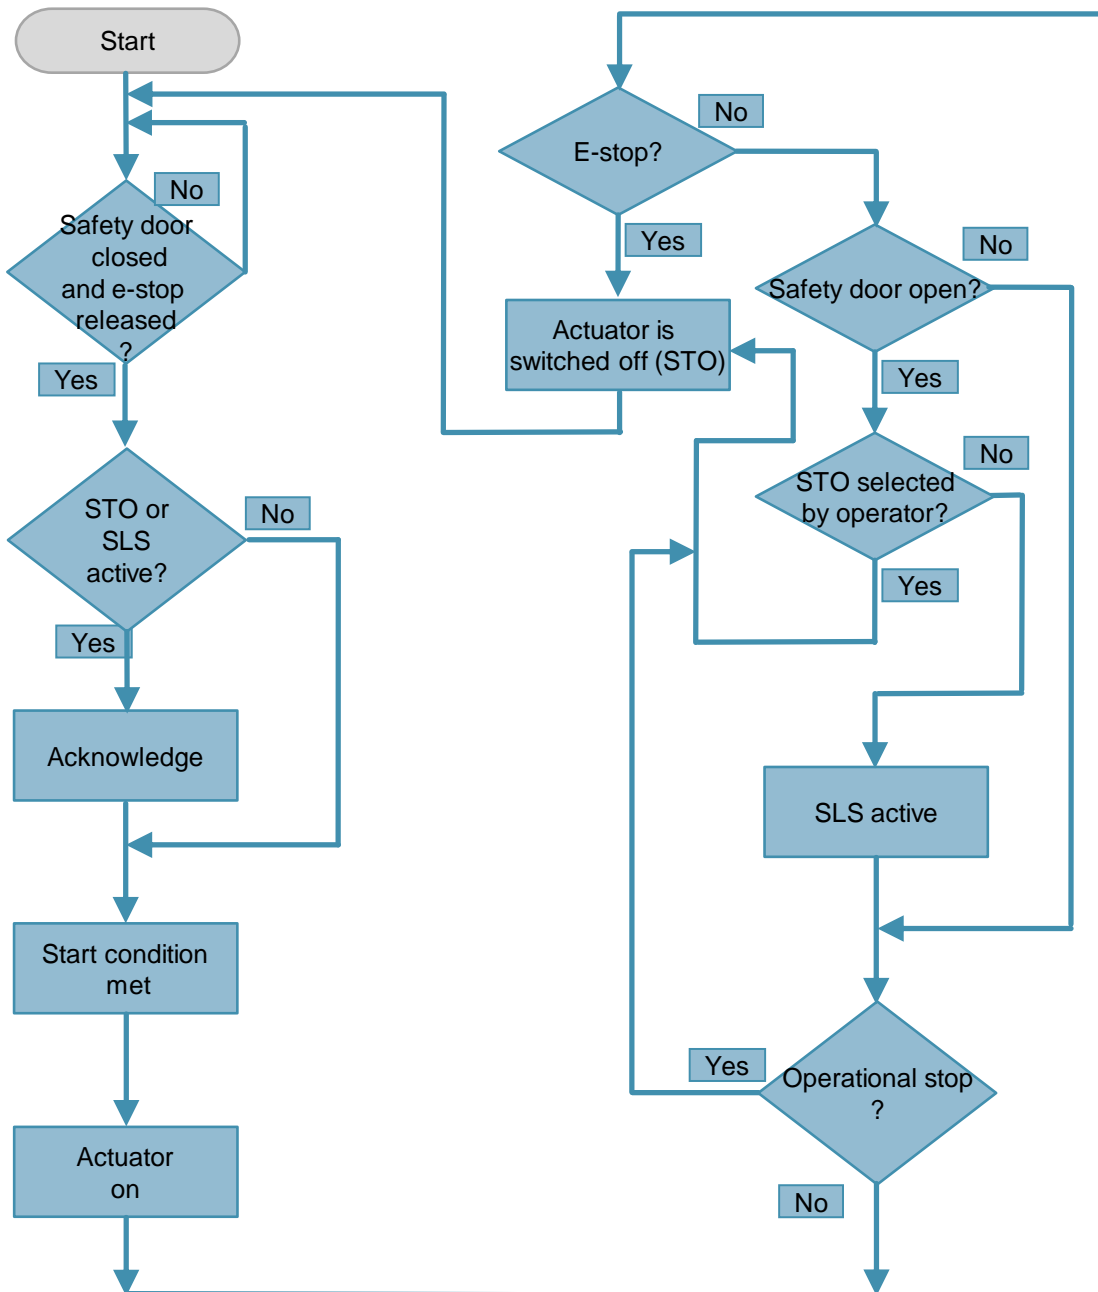 Start
No
Safety door
closed
and e-stop
released
?
Yes
STO or
SLS
active?
No
Yes
Acknowledge
Start condition
met
Actuator
on
E-stop?
No
Yes
Actuator is
switched off (STO)
Safety door open?
No
Yes
STO selected
by operator?
No
Yes
SLS active
Operational stop
?
Yes
No